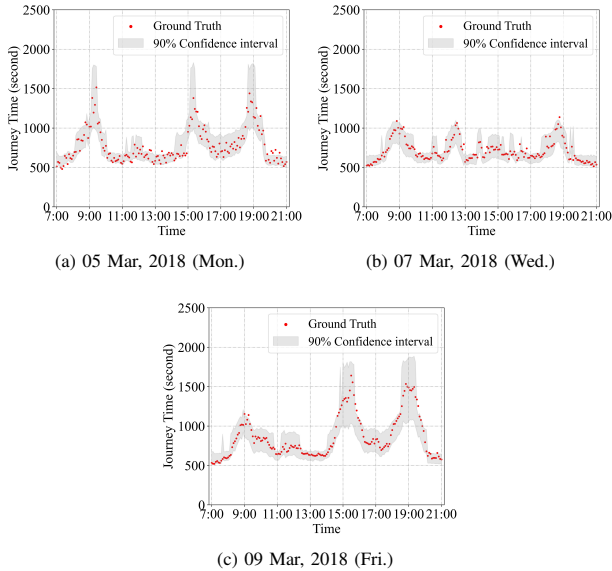 2500
2000
1500
1000
500
0
Journey Time (second)
Ground Truth
90% Confidence interval
7:00 9:00 11:00 13:00 15:00 17:00 19:00 21:00
Time
(a) 05 Mar, 2018 (Mon.)
2500
2000
1500
1000
500
0
Journey Time (second)
Ground Truth
90% Confidence interval
7:00 9:00 11:00 13:00 15:00 17:00 19:00 21:00
Time
(b) 07 Mar, 2018 (Wed.)
2500
2000
1500
1000
500
0
Journey Time (second)
Ground Truth
90% Confidence interval
7:00 9:00 11:00 13:00 15:00 17:00 19:00 21:00
Time
(c) 09 Mar, 2018 (Fri.)